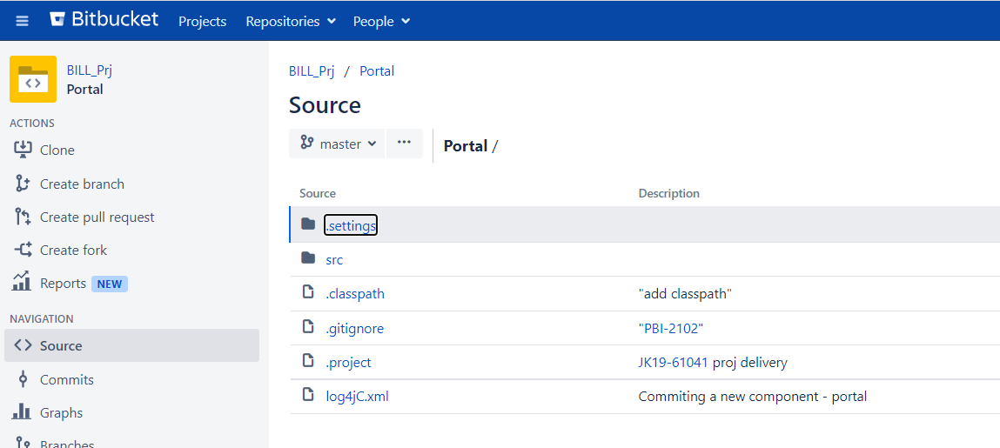 Bitbucket Projects Repositories People
BILL_Prj
Portal
ACTIONS
Clone
Create branch
Create pull request
Create fork
Reports NEW
NAVIGATION
Source
Commits
Graphs
Branches
BILL_Prj / Portal
Source
master ··· Portal /
Source Description
.settings
src
.classpath "add classpath"
.gitignore "PBI-2102"
.project JK19-61041 proj delivery
log4jC.xml Commiting a new component - portal